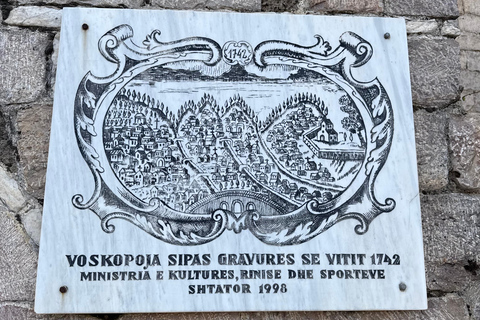 1742
VOSKOPOJA SIPAS GRAVURES SE VITIT 1742
MINISTRIA E KULTURES, RINISE DHE SPORTEVE
SHTATOR 1998